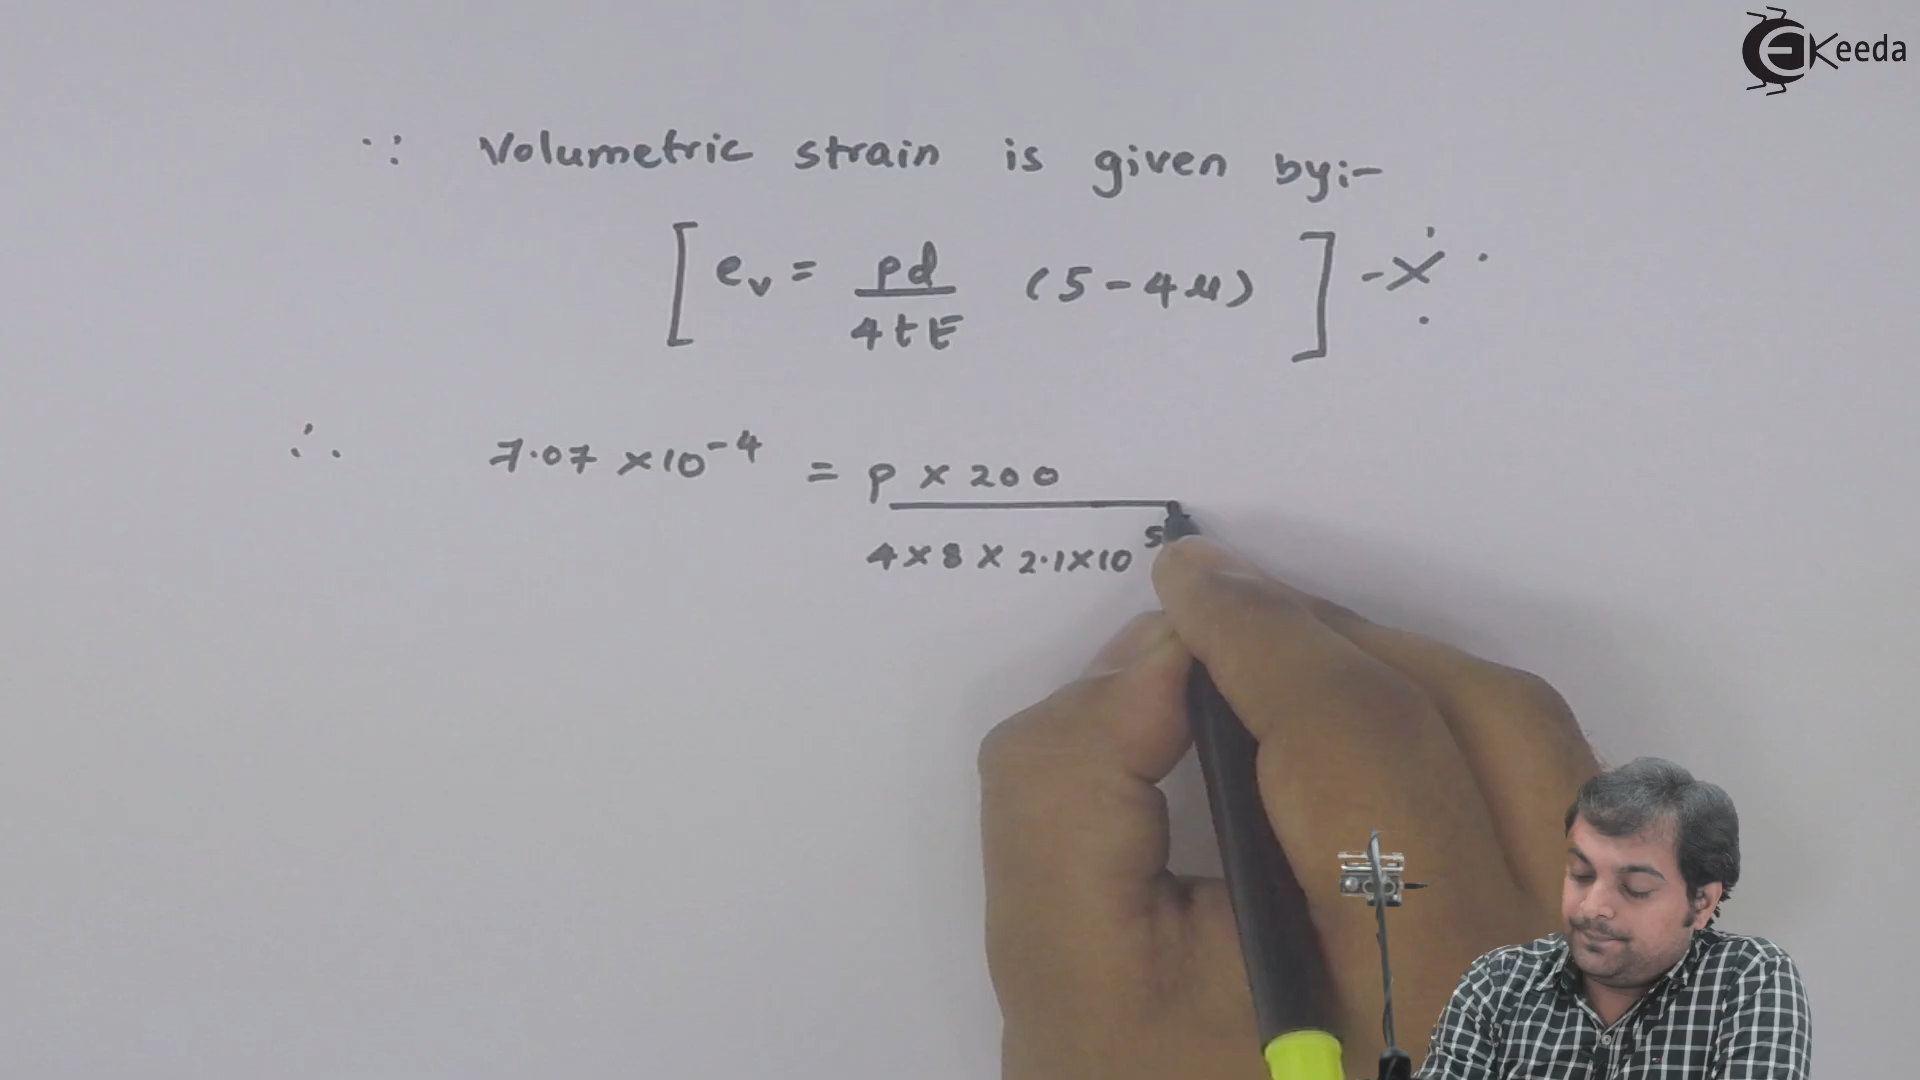 EKeeda
∵ Volumetric strain is given by:-
[ e_v = pd / 4tE (5-4μ) ] - ※
∴ 7.07 × 10^-4 = p × 200 / 4 × 8 × 2.1 × 10^5